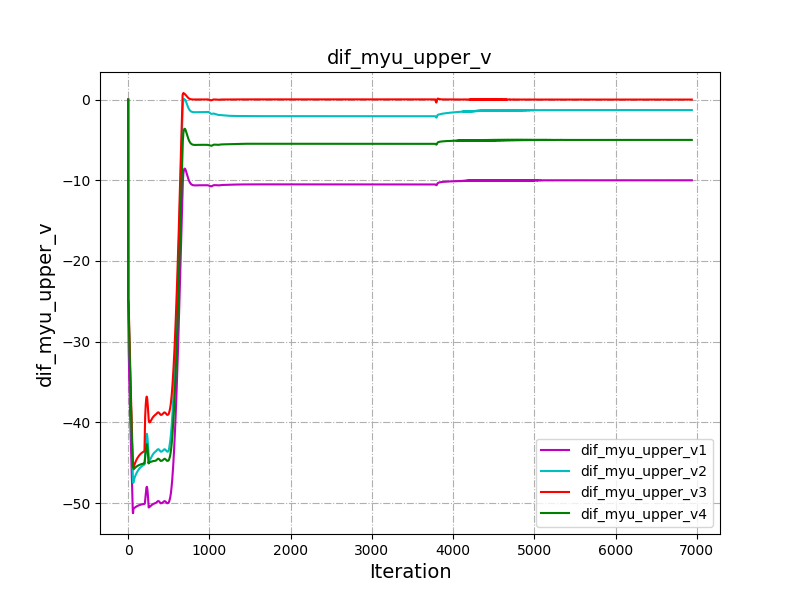 dif_myu_upper_v
dif_myu_upper_v
0
−10
−20
−30
−40
−50
0
1000
2000
3000
4000
5000
6000
7000
Iteration
dif_myu_upper_v1
dif_myu_upper_v2
dif_myu_upper_v3
dif_myu_upper_v4